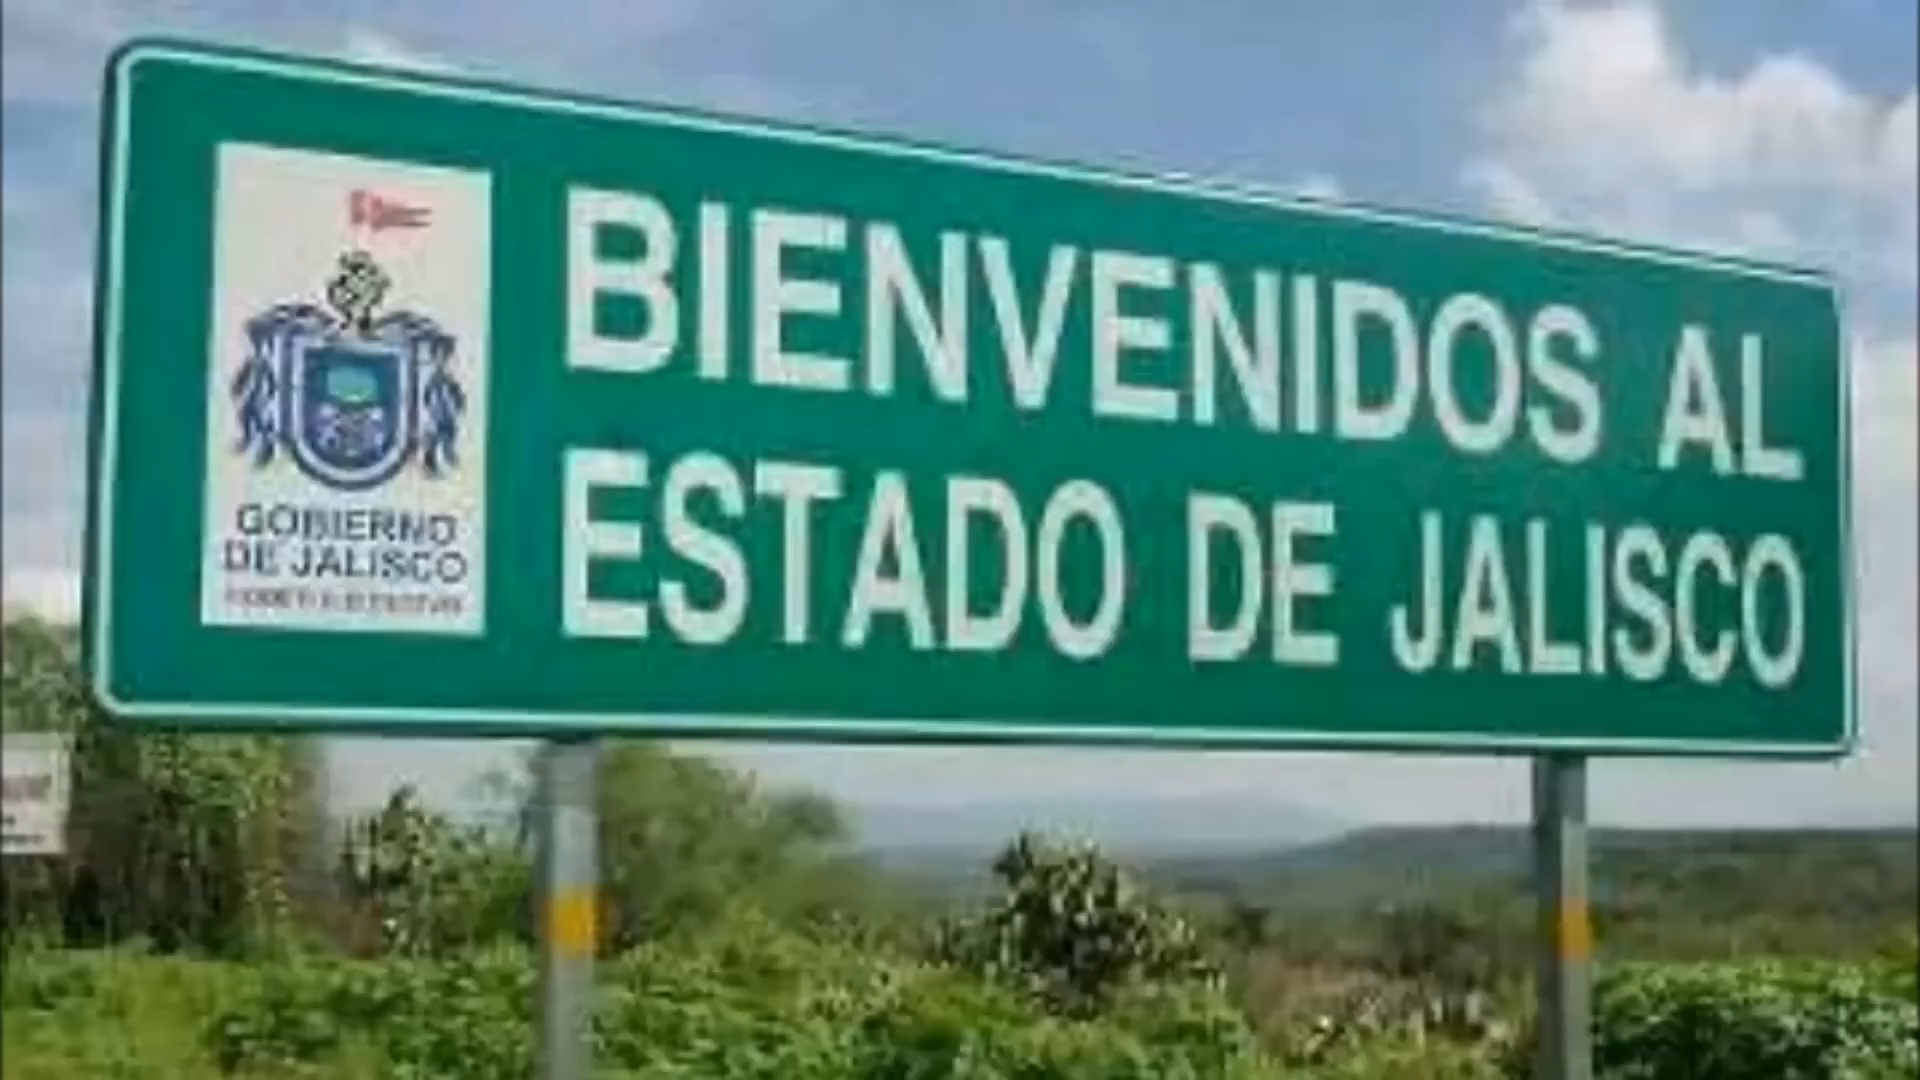 BIENVENIDOS AL
ESTADO DE JALISCO
GOBIERNO
DE JALISCO